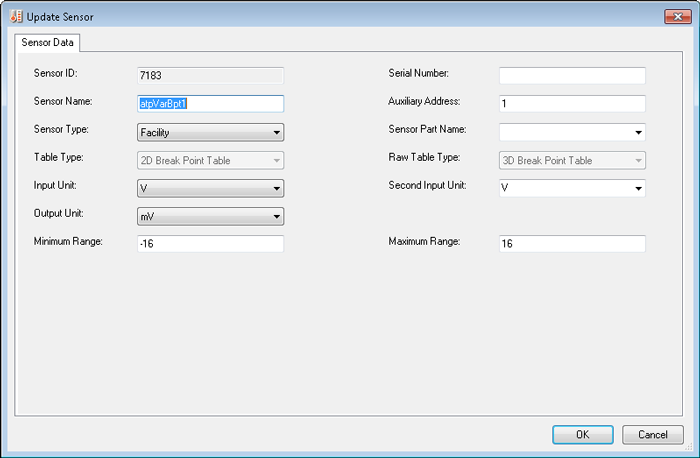 Update Sensor
Sensor Data
Sensor ID: 7183 Serial Number:
Sensor Name: atpVarBpt1 Auxiliary Address: 1
Sensor Type: Facility Sensor Part Name:
Table Type: 2D Break Point Table Raw Table Type: 3D Break Point Table
Input Unit: V Second Input Unit: V
Output Unit: mV
Minimum Range: -16 Maximum Range: 16
OK Cancel